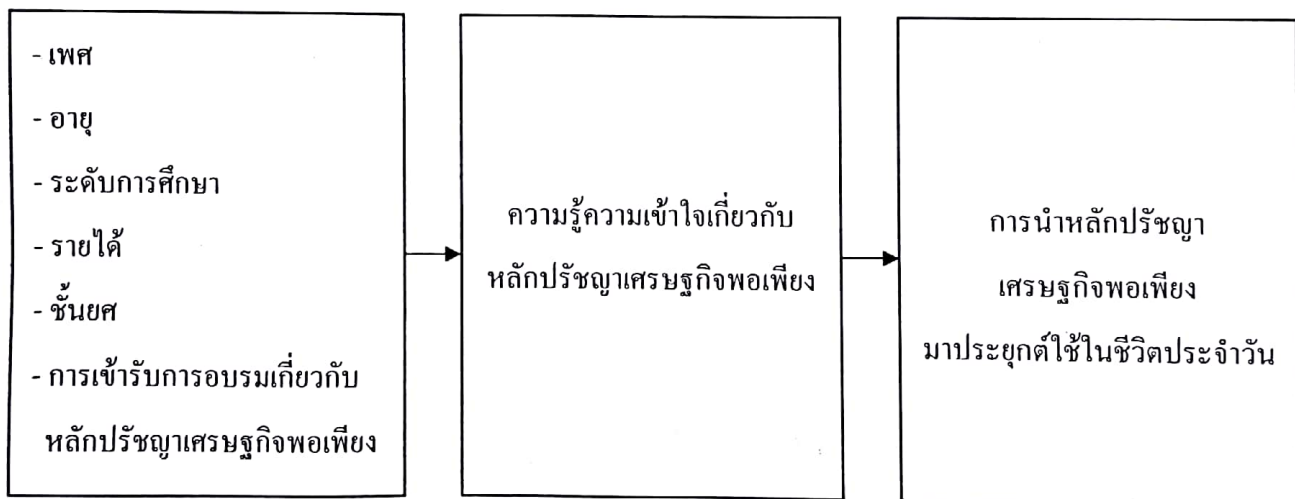 - เพศ
- อายุ
- ระดับการศึกษา
- รายได้
- ชั้นยศ
- การเข้ารับการอบรมเกี่ยวกับ
หลักปรัชญาเศรษฐกิจพอเพียง
ความรู้ความเข้าใจเกี่ยวกับ
หลักปรัชญาเศรษฐกิจพอเพียง
การนำหลักปรัชญา
เศรษฐกิจพอเพียง
มาประยุกต์ใช้ในชีวิตประจำวัน